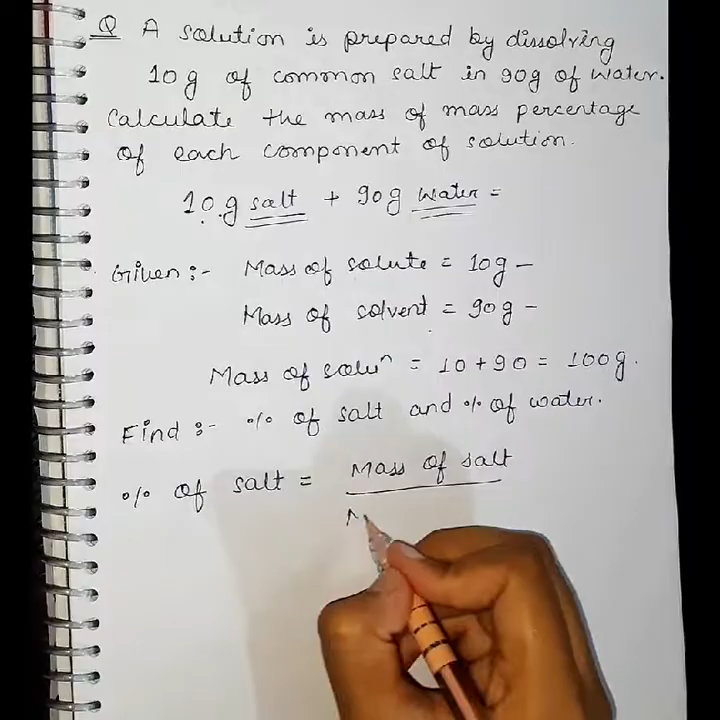 Q A solution is prepared by dissolving
10g of common salt in 90g of water.
Calculate the mass of mass percentage
of each component of solution.
10.g salt + 90g water =
Given :- Mass of solute = 10g -
Mass of solvent = 90g -
Mass of soluⁿ = 10 + 90 = 100g.
Find :- % of salt and % of water.
% of salt = Mass of salt